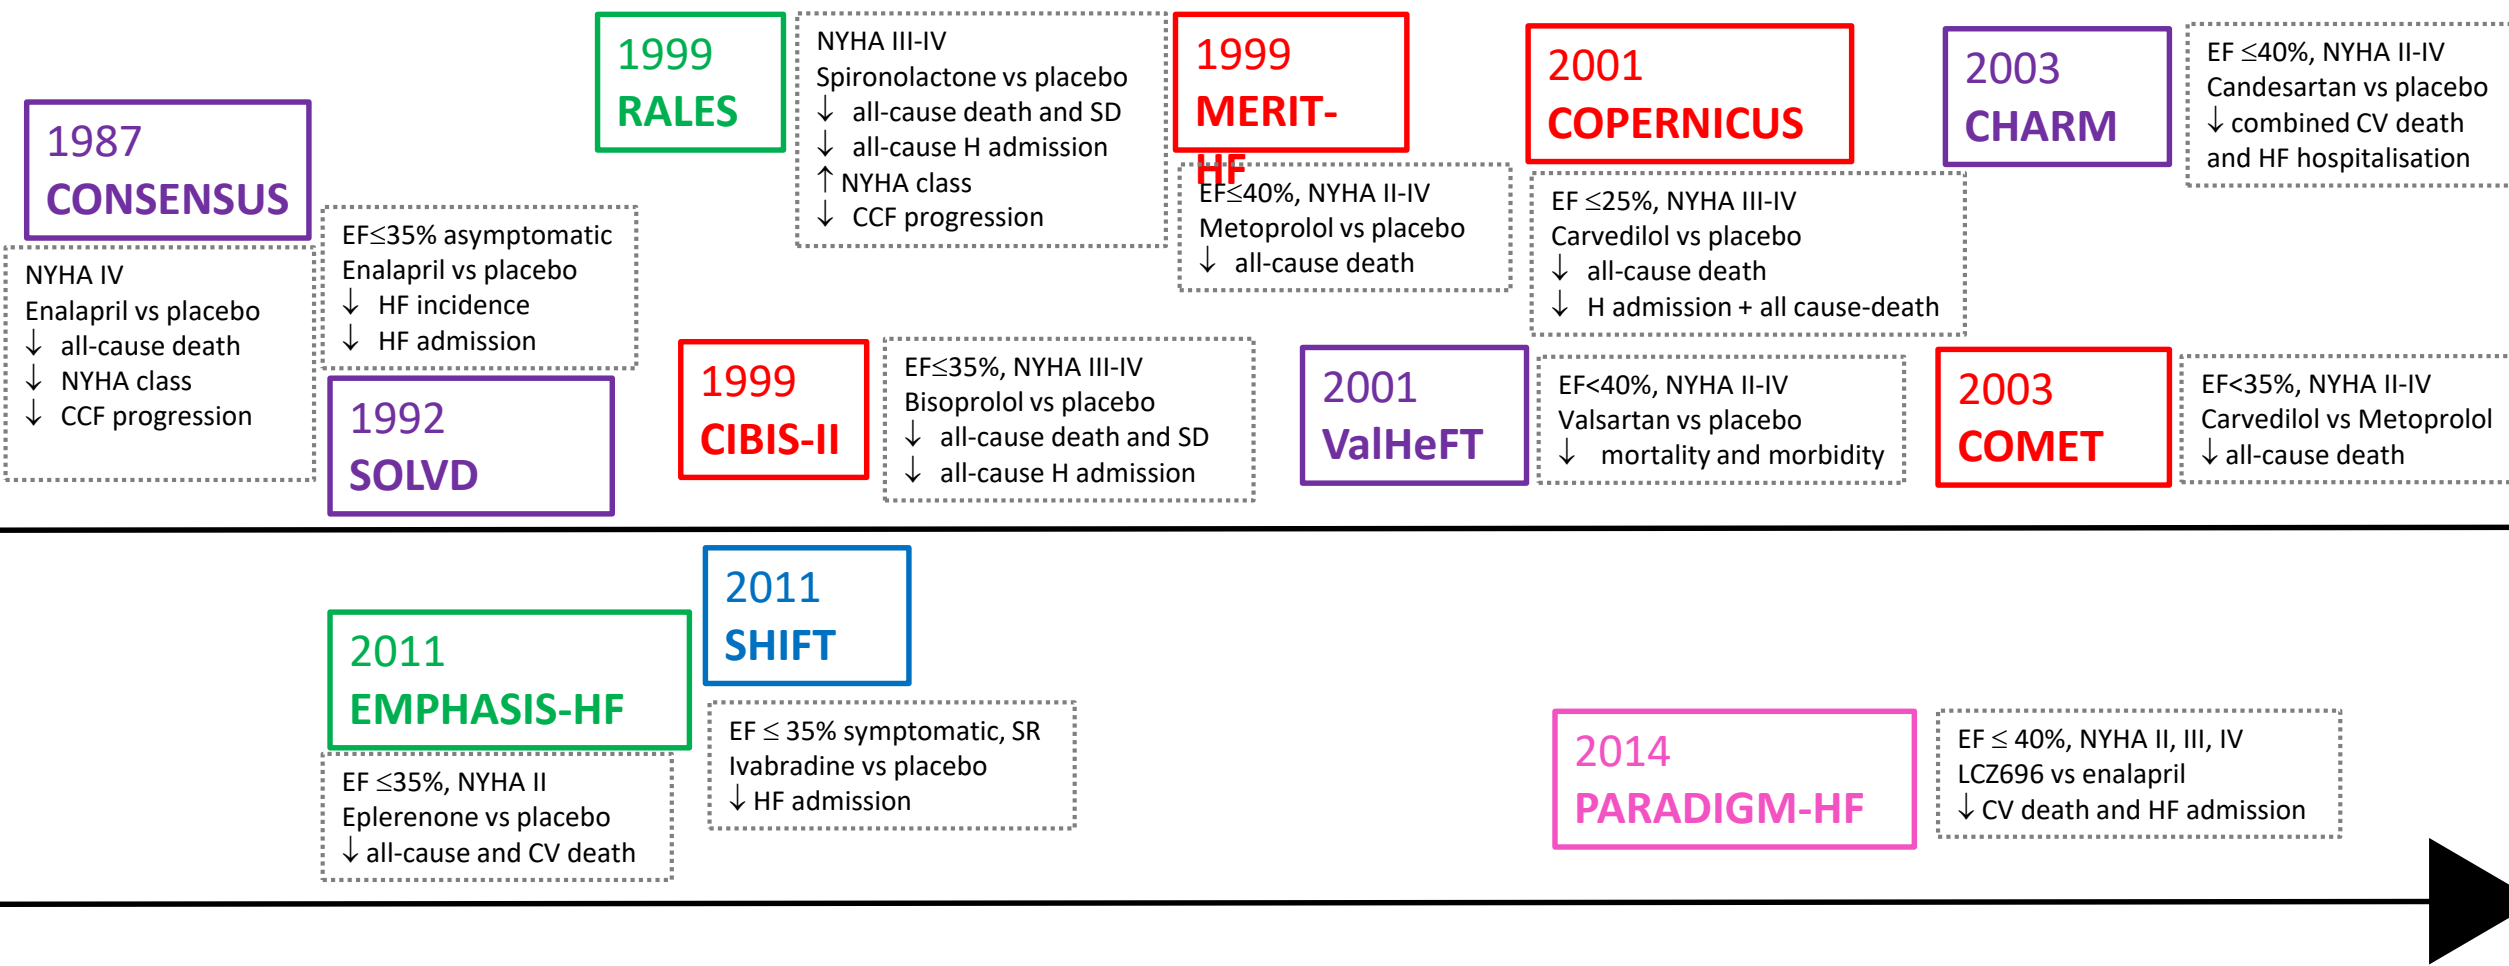 1987
CONSENSUS
NYHA IV
Enalapril vs placebo
↓ all-cause death
↓ NYHA class
↓ CCF progression
EF≤35% asymptomatic
Enalapril vs placebo
↓ HF incidence
↓ HF admission
1992
SOLVD
1999
RALES
NYHA III-IV
Spironolactone vs placebo
↓ all-cause death and SD
↓ all-cause H admission
↑ NYHA class
↓ CCF progression
1999
CIBIS-II
EF≤35%, NYHA III-IV
Bisoprolol vs placebo
↓ all-cause death and SD
↓ all-cause H admission
1999
MERIT-
HF
EF≤40%, NYHA II-IV
Metoprolol vs placebo
↓ all-cause death
2001
COPERNICUS
EF ≤25%, NYHA III-IV
Carvedilol vs placebo
↓ all-cause death
↓ H admission + all cause-death
2001
ValHeFT
EF<40%, NYHA II-IV
Valsartan vs placebo
↓ mortality and morbidity
2003
CHARM
EF ≤40%, NYHA II-IV
Candesartan vs placebo
↓ combined CV death
and HF hospitalisation
2003
COMET
EF<35%, NYHA II-IV
Carvedilol vs Metoprolol
↓ all-cause death
2011
EMPHASIS-HF
EF ≤35%, NYHA II
Eplerenone vs placebo
↓ all-cause and CV death
2011
SHIFT
EF ≤ 35% symptomatic, SR
Ivabradine vs placebo
↓ HF admission
2014
PARADIGM-HF
EF ≤ 40%, NYHA II, III, IV
LCZ696 vs enalapril
↓ CV death and HF admission